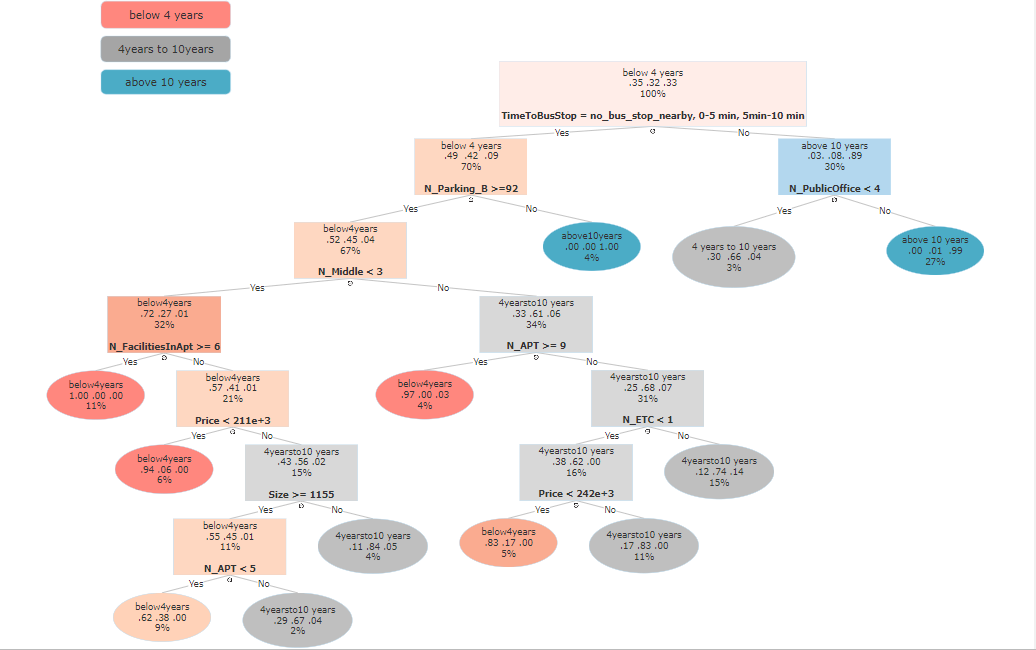 below 4 years
4years to 10years
above 10 years
below 4 years
.35 .32 .33
100%
TimeToBusStop = no_bus_stop_nearby, 0-5 min, 5min-10 min
Yes
No
below 4 years
.49 .42 .09
70%
N_Parking_B >=92
above 10 years
.03. .08. .89
30%
N_PublicOffice < 4
Yes
No
Yes
No
below4years
.52 .45 .04
67%
N_Middle < 3
above10years
.00 .00 1.00
4%
4 years to 10 years
.30 .66 .04
3%
above 10 years
.00 .01 .99
27%
Yes
No
below4years
.72 .27 .01
32%
N_FacilitiesInApt >= 6
4yearsto10 years
.33 .61 .06
34%
N_APT >= 9
Yes
No
Yes
No
below4years
1.00 .00 .00
11%
below4years
.57 .41 .01
21%
Price < 211e+3
below4years
.97 .00 .03
4%
4yearsto10 years
.25 .68 .07
31%
N_ETC < 1
Yes
No
Yes
No
below4years
.94 .06 .00
6%
4yearsto10 years
.43 .56 .02
15%
Size >= 1155
4yearsto10 years
.38 .62 .00
16%
Price < 242e+3
4yearsto10 years
.12 .74 .14
15%
Yes
No
Yes
No
below4years
.55 .45 .01
11%
N_APT < 5
4yearsto10 years
.11 .84 .05
4%
below4years
.83 .17 .00
5%
4yearsto10 years
.17 .83 .00
11%
Yes
No
below4years
.62 .38 .00
9%
4yearsto10 years
.29 .67 .04
2%